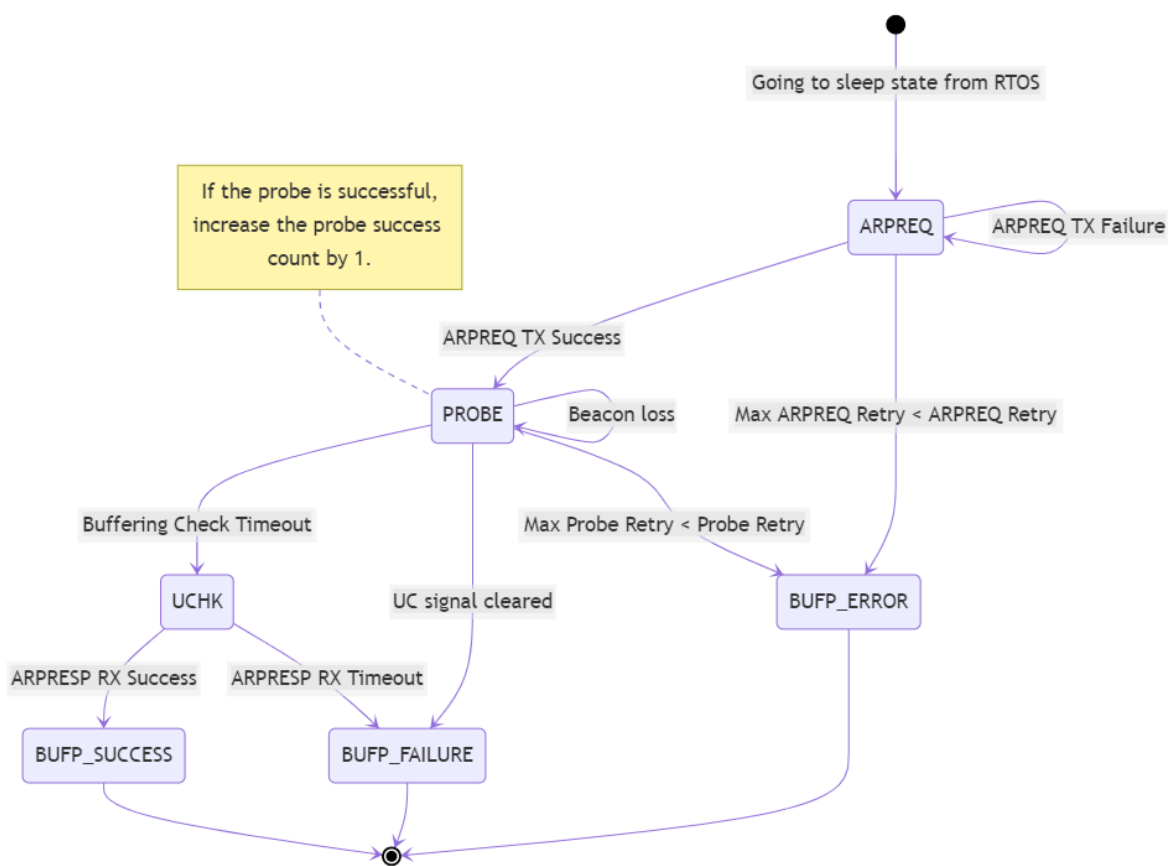 Going to sleep state from RTOS
If the probe is successful,
increase the probe success
count by 1.
ARPREQ
ARPREQ TX Failure
ARPREQ TX Success
PROBE
Beacon loss
Max ARPREQ Retry < ARPREQ Retry
Buffering Check Timeout
Max Probe Retry < Probe Retry
UCHK
UC signal cleared
BUFP_ERROR
ARPRESP RX Success
ARPRESP RX Timeout
BUFP_SUCCESS
BUFP_FAILURE